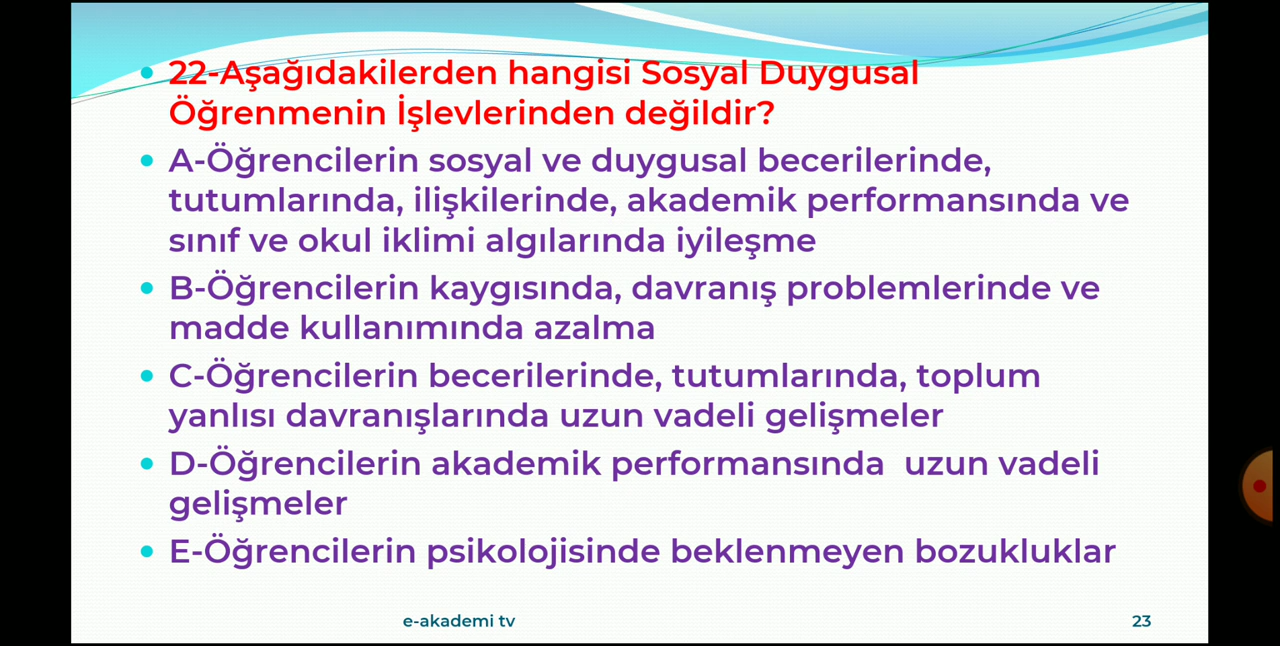 22-Aşağıdakilerden hangisi Sosyal Duygusal
Öğrenmenin İşlevlerinden değildir?
A-Öğrencilerin sosyal ve duygusal becerilerinde,
tutumlarında, ilişkilerinde, akademik performansında ve
sınıf ve okul iklimi algılarında iyileşme
B-Öğrencilerin kaygısında, davranış problemlerinde ve
madde kullanımında azalma
C-Öğrencilerin becerilerinde, tutumlarında, toplum
yanlısı davranışlarında uzun vadeli gelişmeler
D-Öğrencilerin akademik performansında  uzun vadeli
gelişmeler
E-Öğrencilerin psikolojisinde beklenmeyen bozukluklar
e-akademi tv
23